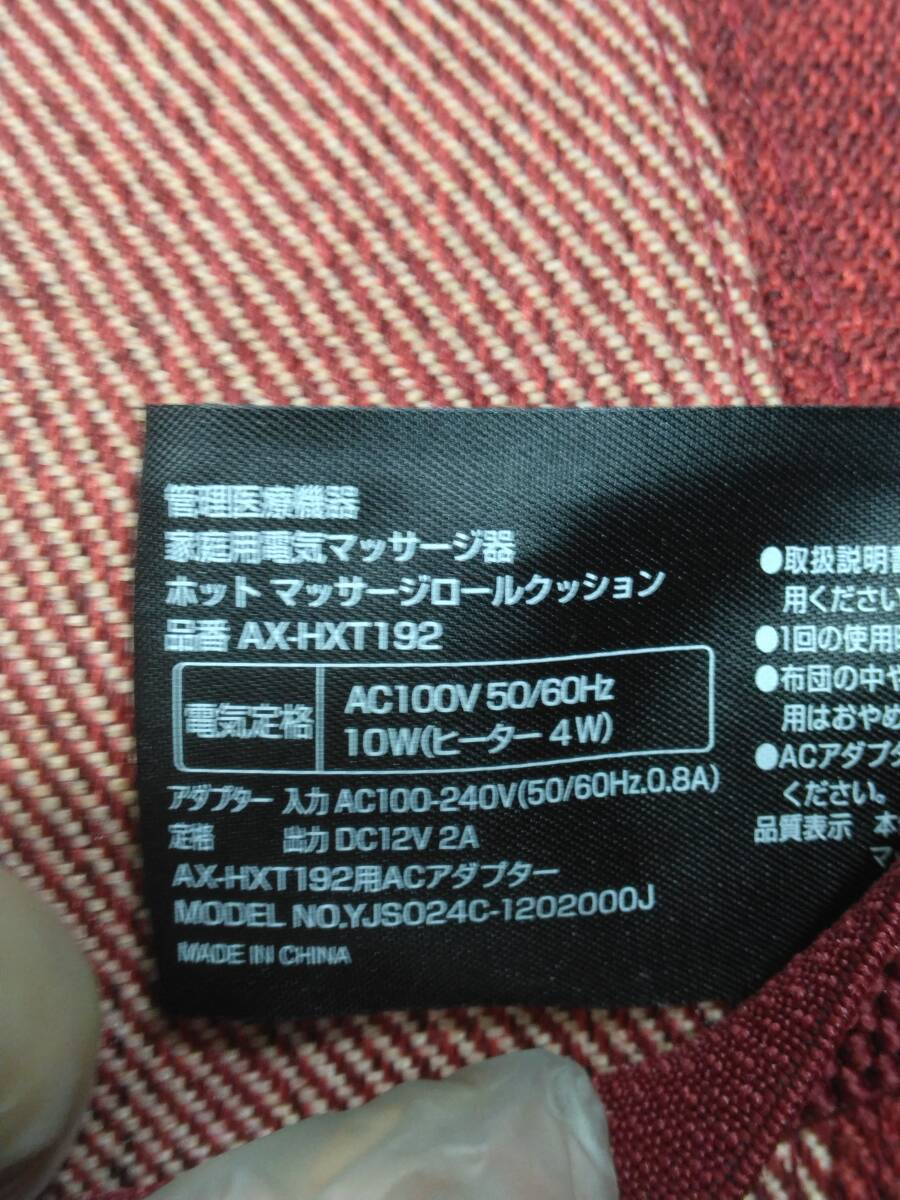 管理医療機器
家庭用電気マッサージ器
ホット マッサージロールクッション
品番 AX-HXT192
電気定格
AC100V 50/60Hz
10W(ヒーター 4W)
アダプター 入力 AC100-240V(50/60Hz.0.8A)
定格 出力 DC12V 2A
AX-HXT192用ACアダプター
MODEL NO.YJS024C-1202000J
MADE IN CHINA
●取扱説明書
用ください
●1回の使用
●布団の中や
用はおやめ
●ACアダプタ
ください。
品質表示 本